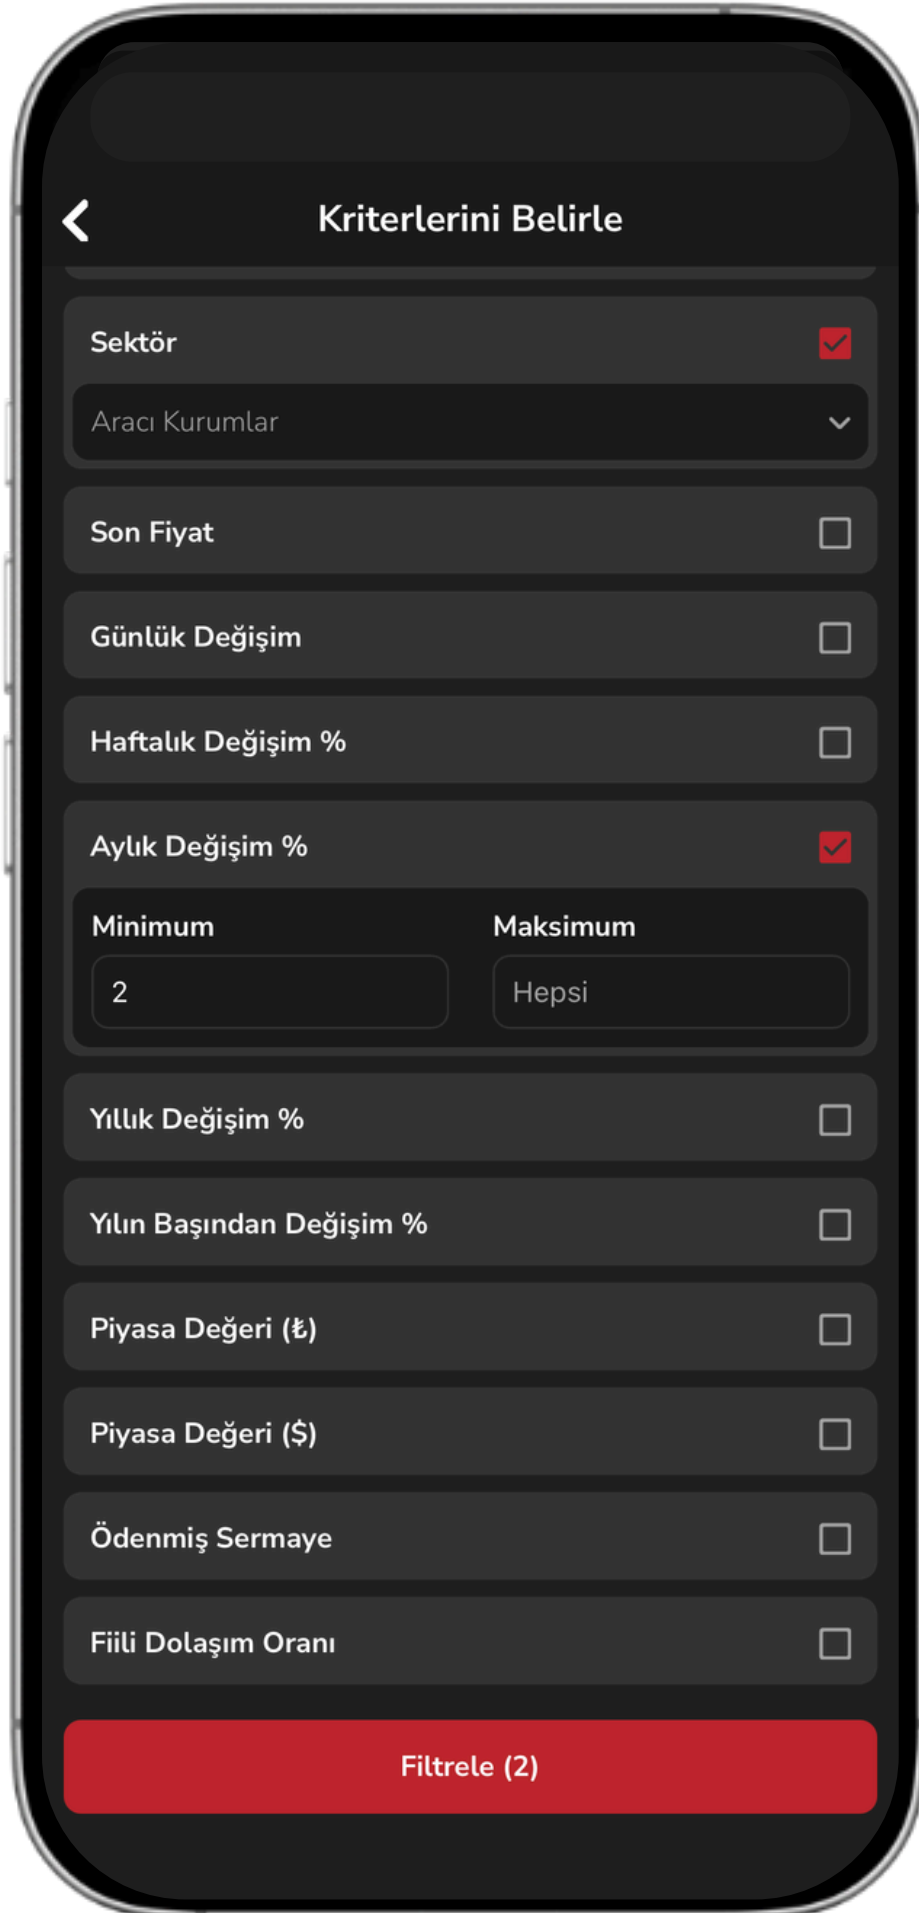 Kriterlerini Belirle
Sektör
Aracı Kurumlar
Son Fiyat
Günlük Değişim
Haftalık Değişim %
Aylık Değişim %
Minimum Maksimum
2 Hepsi
Yıllık Değişim %
Yılın Başından Değişim %
Piyasa Değeri (₺)
Piyasa Değeri ($)
Ödenmiş Sermaye
Fiili Dolaşım Oranı
Filtrele (2)